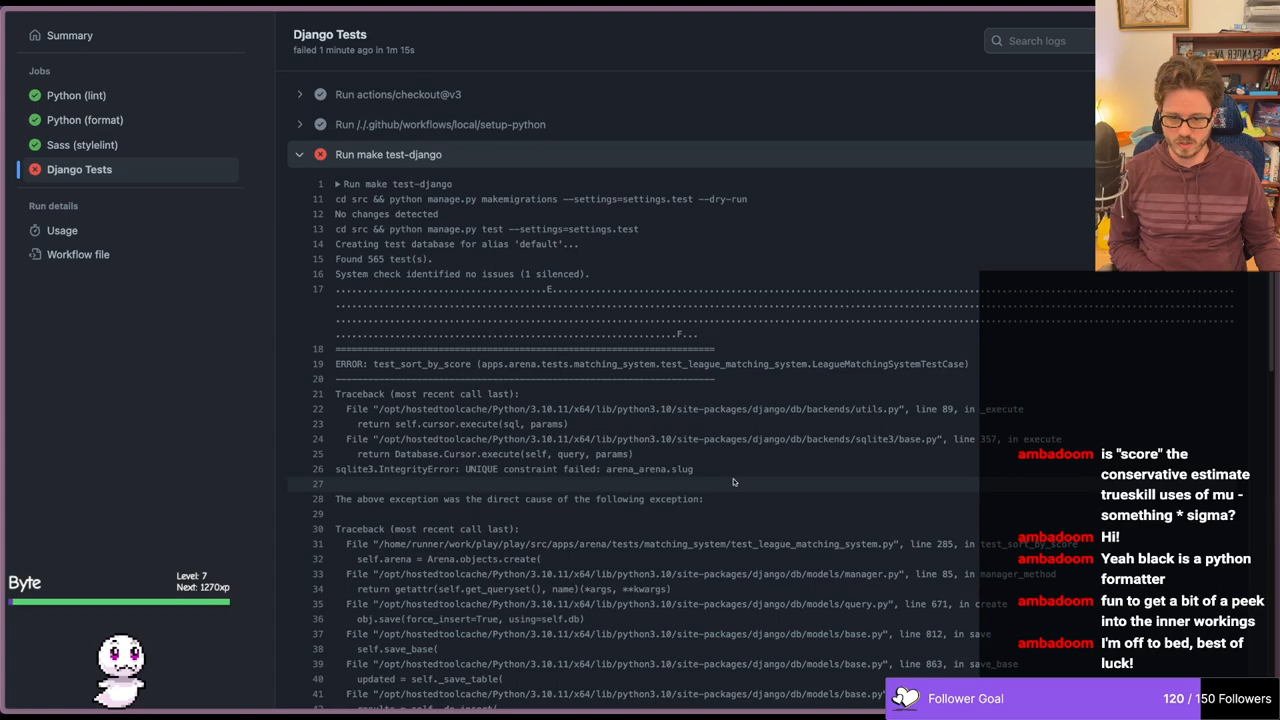 Summary
Jobs
Python (lint)
Python (format)
Sass (stylelint)
Django Tests
Run details
Usage
Workflow file
Django Tests
failed 1 minute ago in 1m 15s
Search logs
Run actions/checkout@v3
Run /./.github/workflows/local/setup-python
Run make test-django
1 Run make test-django
11 cd src && python manage.py makemigrations --settings=settings.test --dry-run
12 No changes detected
13 cd src && python manage.py test --settings=settings.test
14 Creating test database for alias 'default'...
15 Found 565 test(s).
16 System check identified no issues (1 silenced).
17 ......................................E..............................................
.....................................................................................
.....................................................................................
..............................................................F...
18 ======================================================================
19 ERROR: test_sort_by_score (apps.arena.tests.matching_system.test_league_matching_system.LeagueMatchingSystemTestCase)
20 ----------------------------------------------------------------------
21 Traceback (most recent call last):
22 File "/opt/hostedtoolcache/Python/3.10.11/x64/lib/python3.10/site-packages/django/db/backends/utils.py", line 89, in _execute
23 return self.cursor.execute(sql, params)
24 File "/opt/hostedtoolcache/Python/3.10.11/x64/lib/python3.10/site-packages/django/db/backends/sqlite3/base.py", line 357, in execute
25 return Database.Cursor.execute(self, query, params)
26 sqlite3.IntegrityError: UNIQUE constraint failed: arena_arena.slug
27
28 The above exception was the direct cause of the following exception:
29
30 Traceback (most recent call last):
31 File "/home/runner/work/play/play/src/apps/arena/tests/matching_system/test_league_matching_system.py", line 285, in test_sort_by_score
32 self.arena = Arena.objects.create(
33 File "/opt/hostedtoolcache/Python/3.10.11/x64/lib/python3.10/site-packages/django/db/models/manager.py", line 85, in manager_method
34 return getattr(self.get_queryset(), name)(*args, **kwargs)
35 File "/opt/hostedtoolcache/Python/3.10.11/x64/lib/python3.10/site-packages/django/db/models/query.py", line 671, in create
36 obj.save(force_insert=True, using=self.db)
37 File "/opt/hostedtoolcache/Python/3.10.11/x64/lib/python3.10/site-packages/django/db/models/base.py", line 812, in save
38 self.save_base(
39 File "/opt/hostedtoolcache/Python/3.10.11/x64/lib/python3.10/site-packages/django/db/models/base.py", line 863, in save_base
40 updated = self._save_table(
41 File "/opt/hostedtoolcache/Python/3.10.11/x64/lib/python3.10/site-packages/django/db/models/base.py"
ambadoom is "score" the
conservative estimate
trueskill uses of mu -
something * sigma?
ambadoom Hi!
ambadoom Yeah black is a python
formatter
ambadoom fun to get a bit of a peek
into the inner workings
ambadoom I'm off to bed, best of
luck!
Byte
Level: 7
Next: 1270xp
Follower Goal
120 / 150 Followers